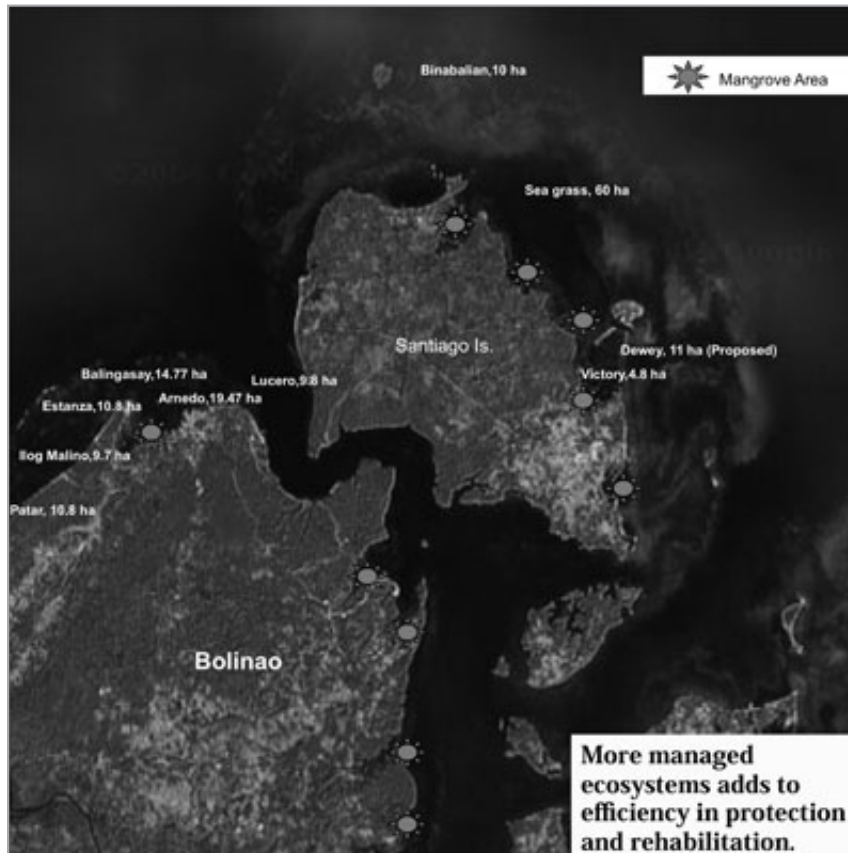 Binabalian,10 ha
Mangrove Area
Sea grass, 60 ha
Santiago Is.
Dewey, 11 ha (Proposed)
Victory,4.8 ha
Balingasay,14.77 ha
Lucero,9.8 ha
Arnedo,19.47 ha
Estanza,10.8 ha
Ilog Malino,9.7 ha
Patar, 10.8 ha
Bolinao
More managed
ecosystems adds to
efficiency in protection
and rehabilitation.